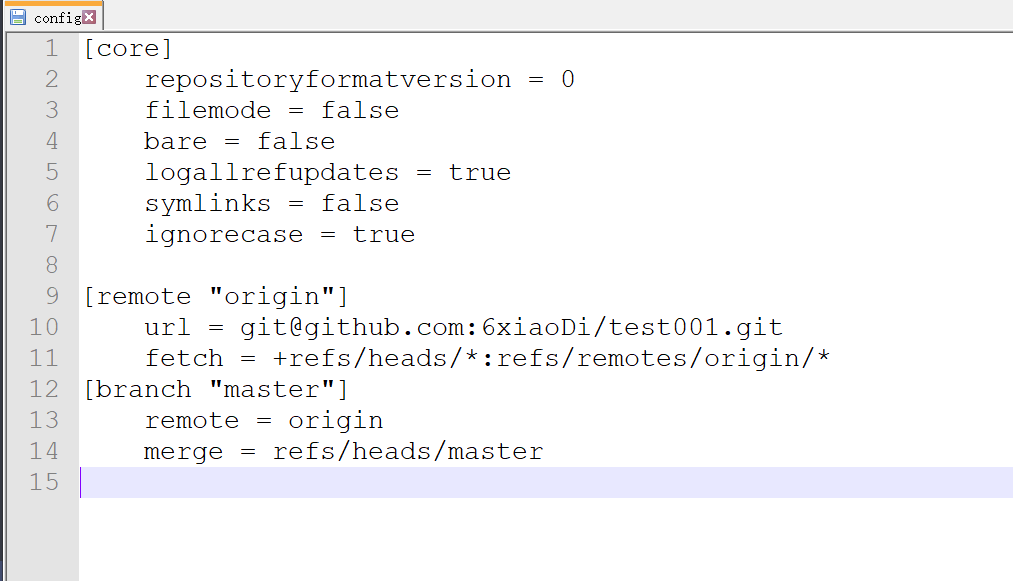 config
1 [core]
2 repositoryformatversion = 0
3 filemode = false
4 bare = false
5 logallrefupdates = true
6 symlinks = false
7 ignorecase = true
8
9 [remote "origin"]
10 url = git@github.com:6xiaoDi/test001.git
11 fetch = +refs/heads/*:refs/remotes/origin/*
12 [branch "master"]
13 remote = origin
14 merge = refs/heads/master
15